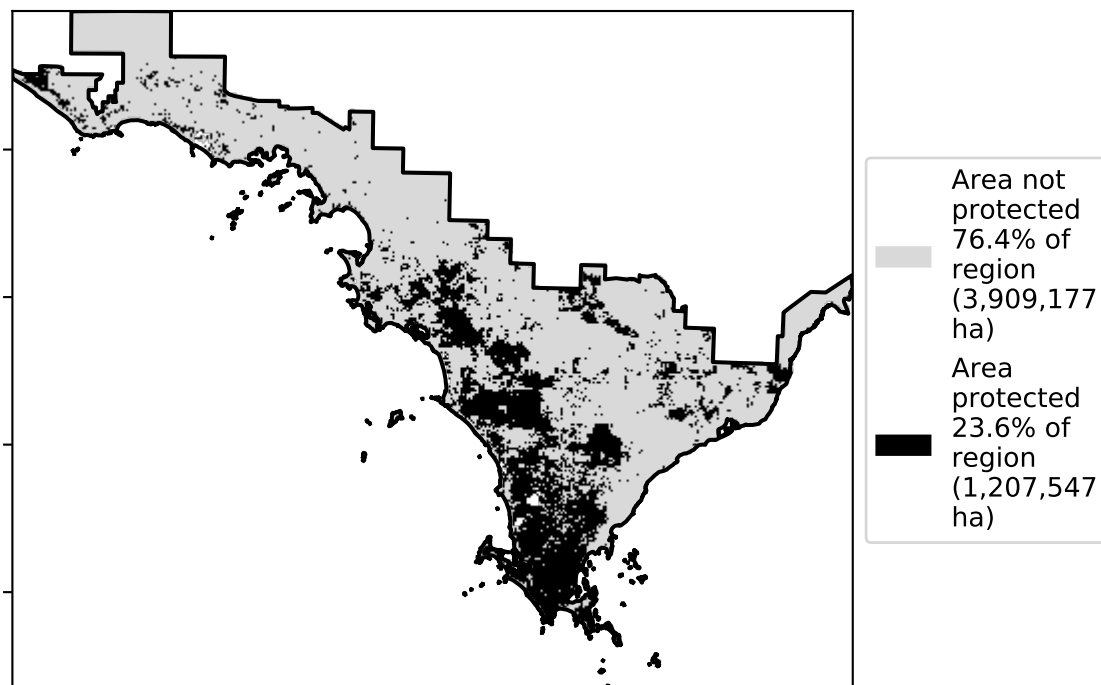 Area not
protected
76.4% of
region
(3,909,177
ha)
Area
protected
23.6% of
region
(1,207,547
ha)